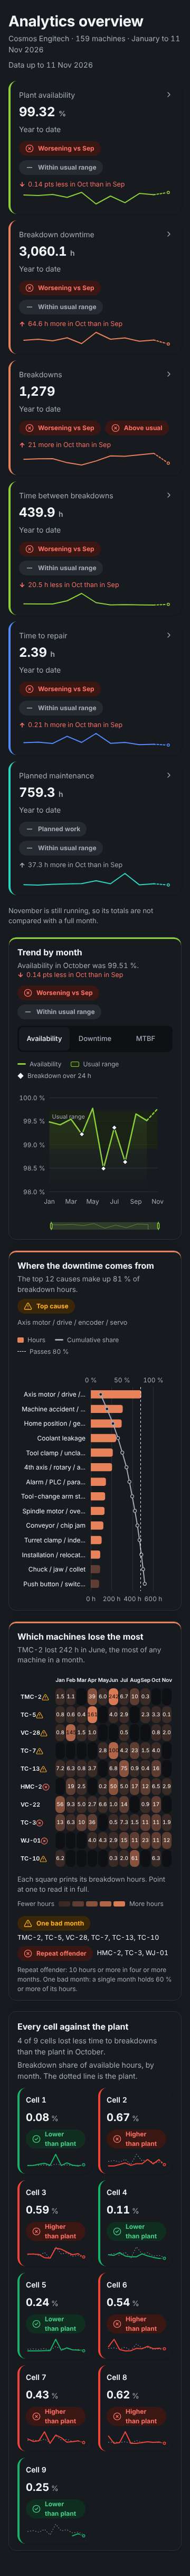 Analytics overview
Cosmos Engitech · 159 machines · January to 11
Nov 2026
Data up to 11 Nov 2026
Plant availability
99.32 %
Year to date
Worsening vs Sep
Within usual range
↓ 0.14 pts less in Oct than in Sep
Breakdown downtime
3,060.1 h
Year to date
Worsening vs Sep
Within usual range
↑ 64.6 h more in Oct than in Sep
Breakdowns
1,279
Year to date
Worsening vs Sep
Above usual
↑ 21 more in Oct than in Sep
Time between breakdowns
439.9 h
Year to date
Worsening vs Sep
Within usual range
↓ 20.5 h less in Oct than in Sep
Time to repair
2.39 h
Year to date
Worsening vs Sep
Within usual range
↑ 0.21 h more in Oct than in Sep
Planned maintenance
759.3 h
Year to date
Planned work
Within usual range
↑ 37.3 h more in Oct than in Sep
November is still running, so its totals are not
compared with a full month.
Trend by month
Availability in October was 99.51 %.
↓ 0.14 pts less in Oct than in Sep
Worsening vs Sep
Within usual range
Availability Downtime MTBF
Availability Usual range
Breakdown over 24 h
100.0 %
99.5 %
Usual range
99.0 %
98.5 %
98.0 %
Jan Mar May Jul Sep Nov
Where the downtime comes from
The top 12 causes make up 81 % of
breakdown hours.
Top cause
Axis motor / drive / encoder / servo
Hours Cumulative share
Passes 80 %
0 % 50 % 100 %
Axis motor / drive /...
Machine accident / ...
Home position / ge...
Coolant leakage
Tool clamp / uncla...
4th axis / rotary / a...
Alarm / PLC / para...
Tool-change arm st...
Spindle motor / ove...
Conveyor / chip jam
Turret clamp / inde...
Installation / relocat...
Chuck / jaw / collet
Push button / switc...
0 h 200 h 400 h 600 h
Which machines lose the most
TMC-2 lost 242 h in June, the most of any
machine in a month.
Jan Feb Mar Apr May Jun Jul Aug Sep Oct Nov
TMC-2
TC-5
VC-28
TC-7
TC-13
HMC-2
VC-22
TC-3
WJ-01
TC-10
Each square prints its breakdown hours. Point
at one to read it in full.
Fewer hours More hours
One bad month
TMC-2, TC-5, VC-28, TC-7, TC-13, TC-10
Repeat offender HMC-2, TC-3, WJ-01
Repeat offender: 10 hours or more in four or more
months. One bad month: a single month holds 60 %
or more of its hours.
Every cell against the plant
4 of 9 cells lost less time to breakdowns
than the plant in October.
Breakdown share of available hours, by
month. The dotted line is the plant.
Cell 1
0.08 %
Lower
than plant
Cell 2
0.67 %
Higher
than plant
Cell 3
0.59 %
Higher
than plant
Cell 4
0.11 %
Lower
than plant
Cell 5
0.24 %
Lower
than plant
Cell 6
0.54 %
Higher
than plant
Cell 7
0.43 %
Higher
than plant
Cell 8
0.62 %
Higher
than plant
Cell 9
0.25 %
Lower
than plant